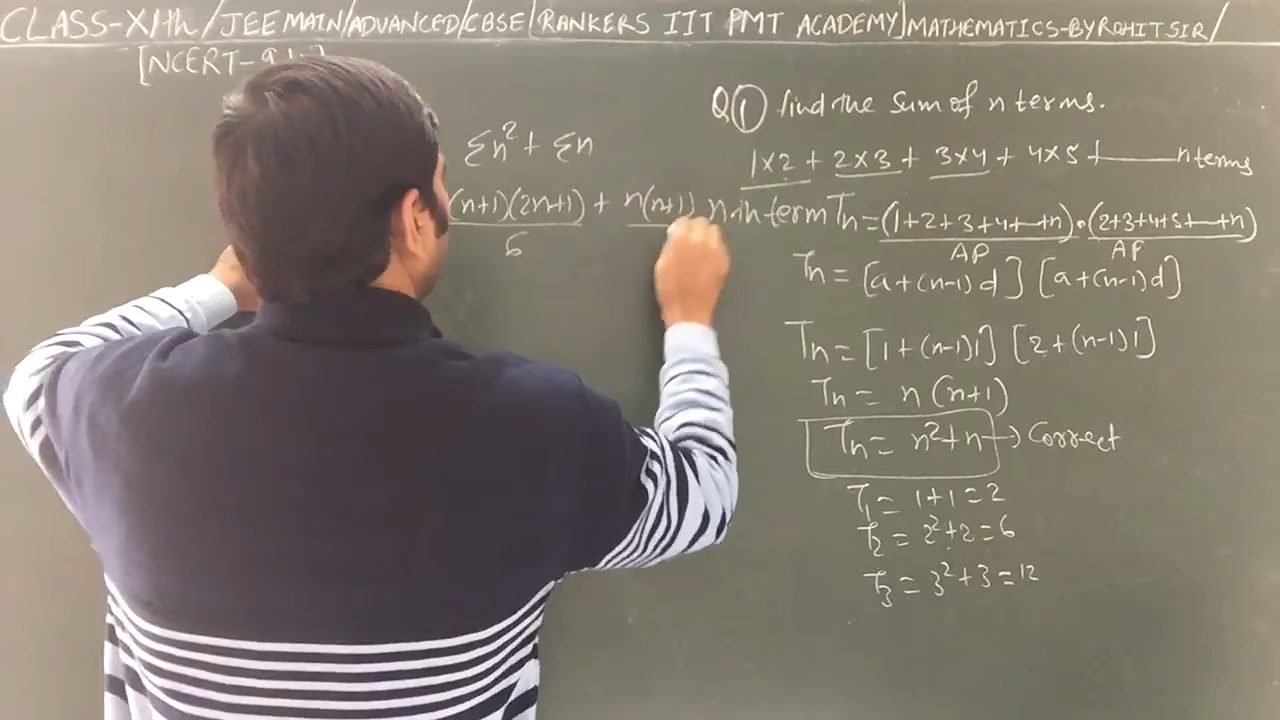 CLASS-XIth/JEE MAIN/ADVANCED/CBSE[RANKERS IIT PMT ACADEMY]MATHEMATICS-BY ROHIT SIR/
[NCERT-9.4]
Σn² + Σn
(n+1)(2n+1)/6 + n(n+1)
Q① find the sum of n terms.
1×2 + 2×3 + 3×4 + 4×5 +——— n terms
n-th term Tn = (1+2+3+4+—+n)·(2+3+4+5—+n)
AP AP
Tn = [a+(n-1)d] [a+(n-1)d]
Tn = [1+(n-1)1] [2+(n-1)1]
Tn = n(n+1)
Tn = n²+n → Correct
T1 = 1+1=2
T2 = 2²+2=6
T3 = 3²+3=12